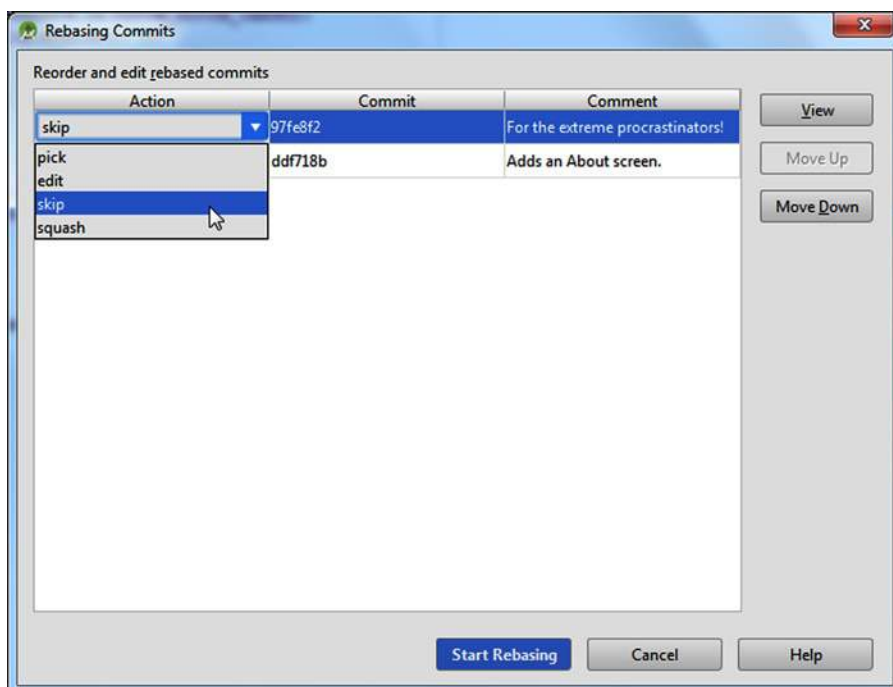 Rebasing Commits
Reorder and edit rebased commits
Action Commit Comment
skip 97fe8f2 For the extreme procrastinators!
pick
ddf718b Adds an About screen.
edit
skip
squash
View
Move Up
Move Down
Start Rebasing Cancel Help